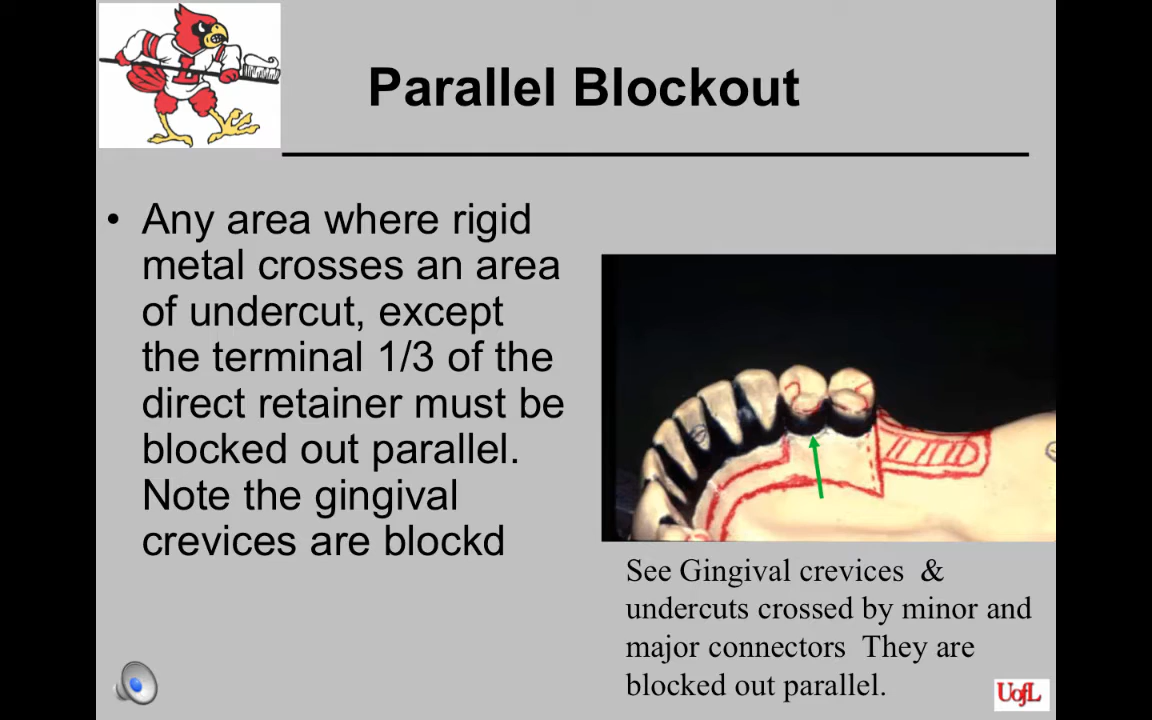 Parallel Blockout
• Any area where rigid
metal crosses an area
of undercut, except
the terminal 1/3 of the
direct retainer must be
blocked out parallel.
Note the gingival
crevices are blockd
See Gingival crevices &
undercuts crossed by minor and
major connectors They are
blocked out parallel.
UofL